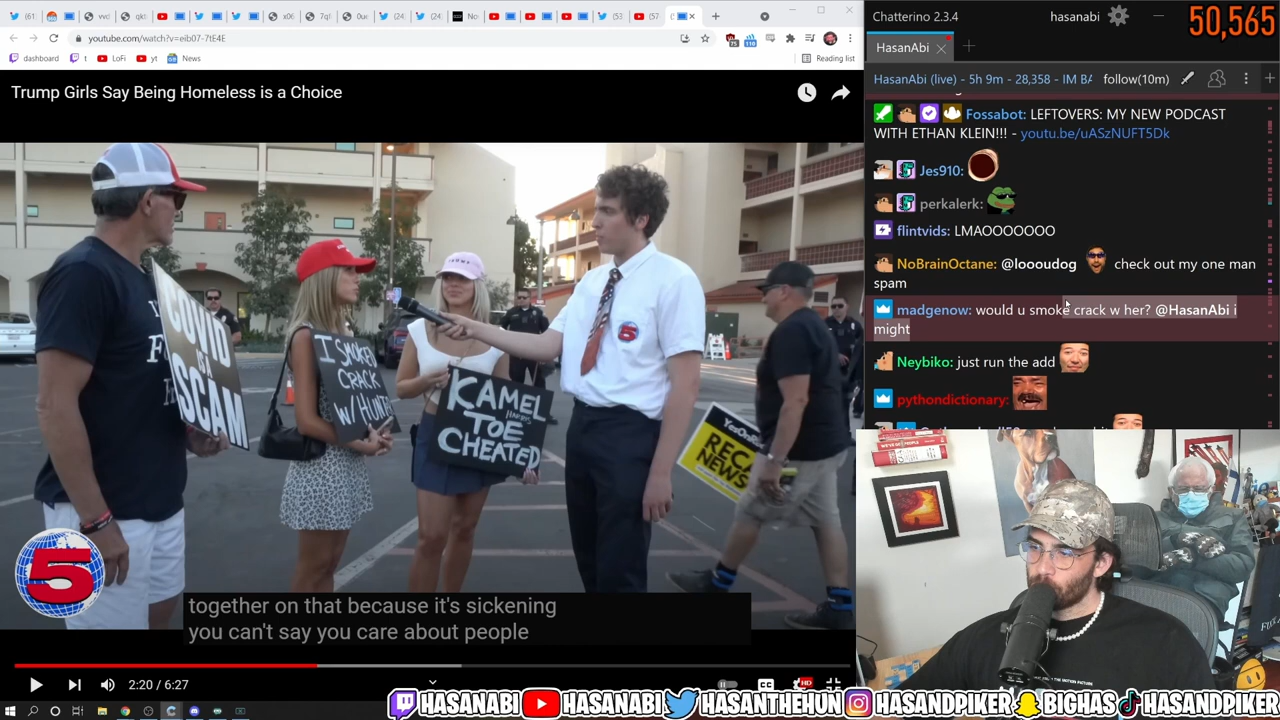 youtube.com/watch?v=eib07-7tE4E
dashboard
t
LoFi
yt
News
Reading list
Trump Girls Say Being Homeless is a Choice
SCAM
I SMOKED
CRACK
W/HUNTER
TRUMP
KAMEL
HARRIS
TOE
CHEATED
5
5
together on that because it's sickening
you can't say you care about people
2:20 / 6:27
HD
Chatterino 2.3.4
hasanabi
50,565
HasanAbi
HasanAbi (live) - 5h 9m - 28,358 - IM BA
follow(10m)
Fossabot: LEFTOVERS: MY NEW PODCAST
WITH ETHAN KLEIN!!! - youtu.be/uASzNUFT5Dk
Jes910:
perkalerk:
flintvids: LMAOOOOOOO
NoBrainOctane: @loooudog check out my one man
spam
madgenow: would u smoke crack w her? @HasanAbi i
might
Neybiko: just run the add
pythondictionary:
HASANABI
HASANABI
HASANTHEHUN
HASANDPIKER
BIGHAS
HASANDPIKER